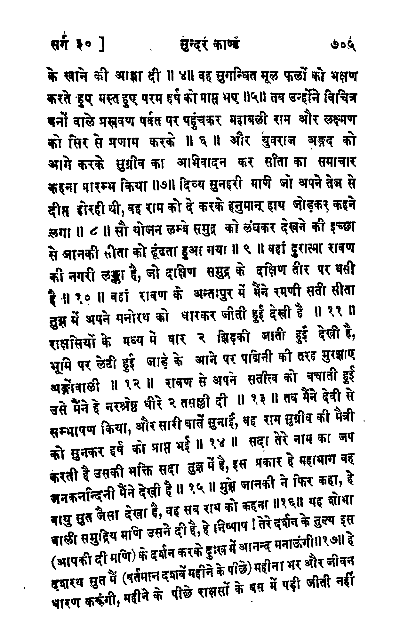 सर्ग ३० ] सुन्दर काण्ड ७०५
के खाने की आज्ञा दी ॥ ४॥ वह सुगन्धित मूल फलों को भक्षण
करते हुए मस्त हुए परम हर्ष को प्राप्त भए ॥५॥ तब उन्होंने विचित्र
बनों वाले प्रस्रवण पर्वत पर पहुंचकर महाबली राम और लक्ष्मण
को सिर से प्रणाम करके ॥ ६ ॥ और युवराज अङ्गद को
आगे करके सुग्रीव का अभिवादन कर सीता का समाचार
कहना प्रारम्भ किया ॥७॥ दिव्य सुनहरी माणि जो अपने तेज से
दीप्त होरही थी, वह राम को दे करके हनुमान् हाथ जोड़कर कहने
लगा ॥ ८ ॥ सौ योजन लम्बे समुद्र को लंघकर देखने की इच्छा
से जानकी सीता को ढूंढता हुआ गया ॥ ९ ॥ वहां दुरात्मा रावण
की नगरी लङ्का है, जो दक्षिण समुद्र के दक्षिण तीर पर बसी
है ॥ १० ॥ वहां रावण के अन्तःपुर में मैंने रमणी सती सीता
तुझ में अपने मनोरथ को धारकर जीती हुई देखी है ॥ ११ ॥
राक्षसियों के मध्य में बार २ झिड़की जाती हुई देखी है,
भूमि पर लेटी हुई जाड़े के आने पर पद्मिनी की तरह मुरझाए
अङ्गोंवाली ॥ १२ ॥ रावण से अपने सतीत्व को बचाती हुई
उसे मैंने हे नरश्रेष्ठ धीरे २ तसल्ली दी ॥ १३ ॥ तब मैंने देवी से
सम्भाषण किया, और सारी बातें सुनाई, वह राम सुग्रीव की मैत्री
को सुनकर हर्ष को प्राप्त भई ॥ १४ ॥ सदा तेरे नाम का जप
करती है उसकी भक्ति सदा तुझ में है, इस प्रकार हे महाभाग वह
जनकनन्दिनी मैंने देखी है ॥ १५ ॥ मुझे जानकी ने फिर कहा, हे
वायु सुत जैसा देखा है, वह सब राम को कहना ॥१६॥ यह शोभा
वाली समुद्रिय माणि उसने दी है, हे निष्पाप ! तेरे दर्शन के तुल्य इस
(आपकी दी माणि) के दर्शन करके दुःख में आनन्द मनाऊंगी॥१७॥ हे
दशरथ सुत मैं (वर्तमान दशवें महीने के पीछे) महीना भर और जीवन
धारण करूंगी, महीने के पीछे राक्षसों के बस में पड़ी जीती नहीं